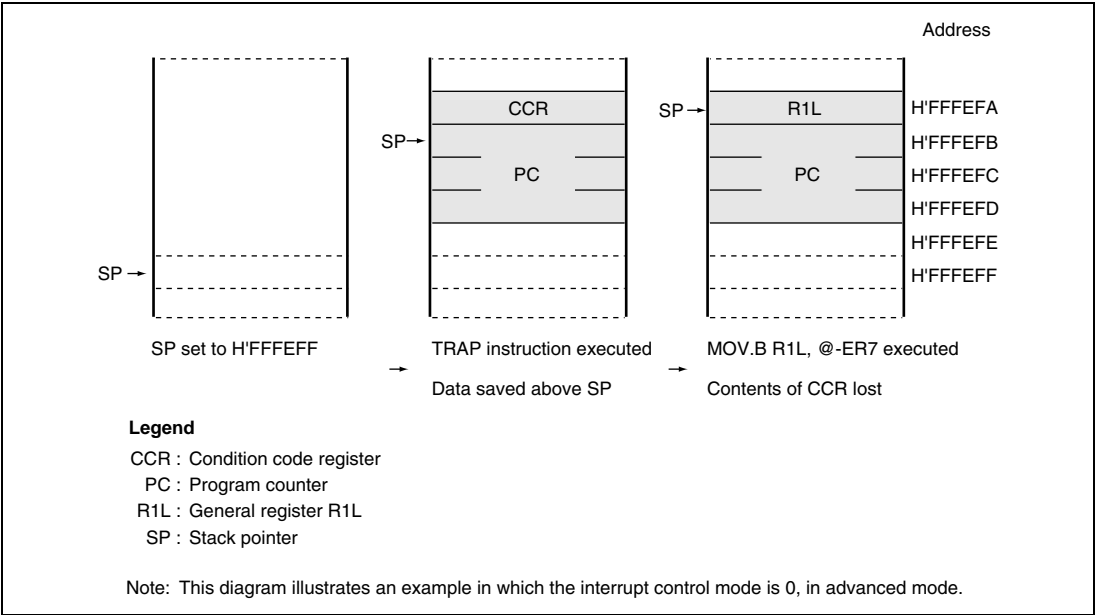 Address
CCR
SP
R1L
H'FFFEFA
SP
H'FFFEFB
PC
PC
H'FFFEFC
H'FFFEFD
H'FFFEFE
SP
H'FFFEFF
SP set to H'FFFEFF
TRAP instruction executed
MOV.B R1L, @-ER7 executed
Data saved above SP
Contents of CCR lost
Legend
CCR : Condition code register
PC : Program counter
R1L : General register R1L
SP : Stack pointer
Note: This diagram illustrates an example in which the interrupt control mode is 0, in advanced mode.